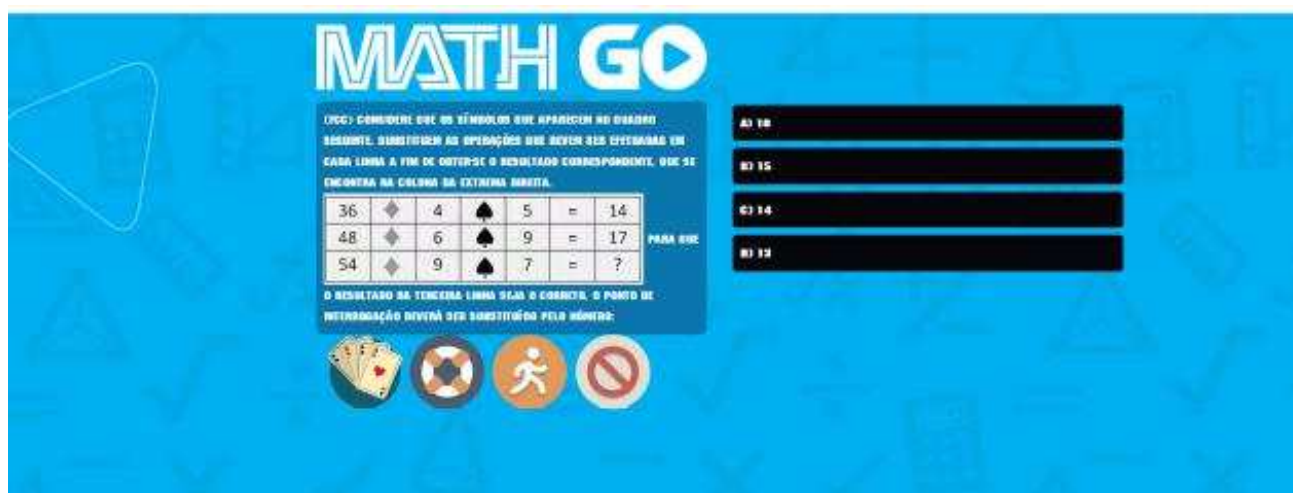 MATH GO
(FCC) CONSIDERE QUE OS SÍMBOLOS QUE APARECEM NO QUADRO
SEGUINTE, SUBSTITUEM AS OPERAÇÕES QUE DEVEM SER EFETUADAS EM
CADA LINHA A FIM DE OBTER-SE O RESULTADO CORRESPONDENTE, QUE SE
ENCONTRA NA COLUNA DA EXTREMA DIREITA.
36 ♦ 4 ♠ 5 = 14
48 ♦ 6 ♠ 9 = 17
PARA QUE
54 ♦ 9 ♠ 7 = ?
O RESULTADO DA TERCEIRA LINHA SEJA O CORRETO, O PONTO DE
INTERROGAÇÃO DEVERÁ SER SUBSTITUÍDO PELO NÚMERO:
A) 16
B) 15
C) 14
D) 13